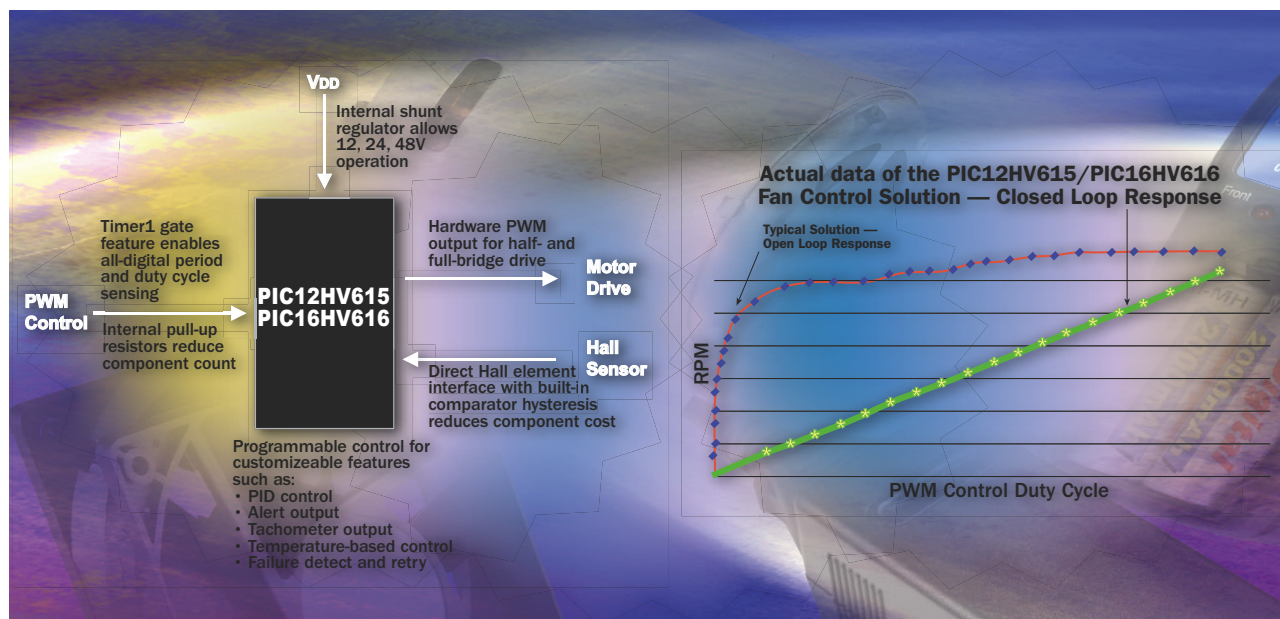 VDD
Internal shunt
regulator allows
12, 24, 48V
operation
Timer1 gate
feature enables
all-digital period
and duty cycle
sensing
PWM
Control
Internal pull-up
resistors reduce
component count
PIC12HV615
PIC16HV616
Hardware PWM
output for half- and
full-bridge drive
Motor
Drive
Hall
Sensor
Direct Hall element
interface with built-in
comparator hysteresis
reduces component cost
Programmable control for
customizeable features
such as:
• PID control
• Alert output
• Tachometer output
• Temperature-based control
• Failure detect and retry
Actual data of the PIC12HV615/PIC16HV616
Fan Control Solution — Closed Loop Response
Typical Solution —
Open Loop Response
RPM
PWM Control Duty Cycle
Front